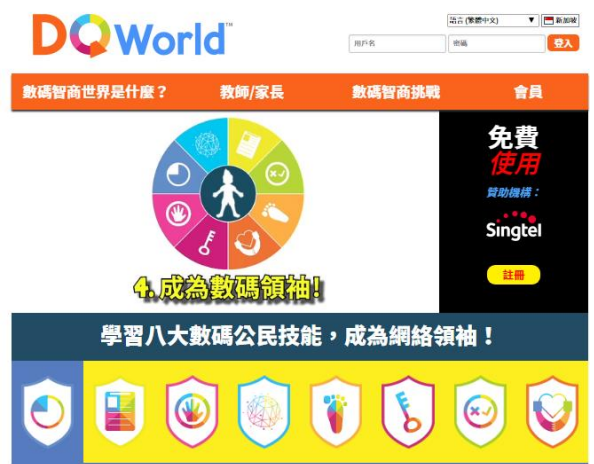 DQWorld™
語言 (繁體中文) ▼ 新加坡
用戶名 密碼 登入
數碼智商世界是什麼？ 教師/家長 數碼智商挑戰 會員
免費
使用
贊助機構：
Singtel
註冊
4. 成為數碼領袖!
學習八大數碼公民技能，成為網絡領袖！